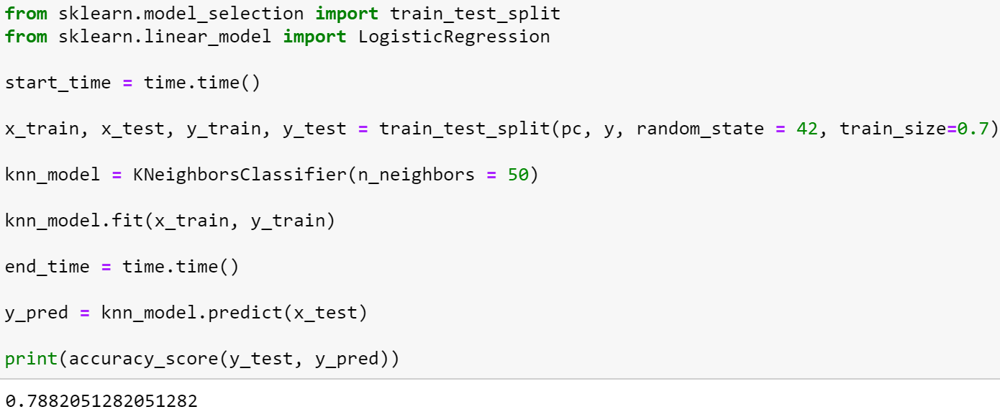 from sklearn.model_selection import train_test_split
from sklearn.linear_model import LogisticRegression
start_time = time.time()
x_train, x_test, y_train, y_test = train_test_split(pc, y, random_state = 42, train_size=0.7)
knn_model = KNeighborsClassifier(n_neighbors = 50)
knn_model.fit(x_train, y_train)
end_time = time.time()
y_pred = knn_model.predict(x_test)
print(accuracy_score(y_test, y_pred))
0.7882051282051282